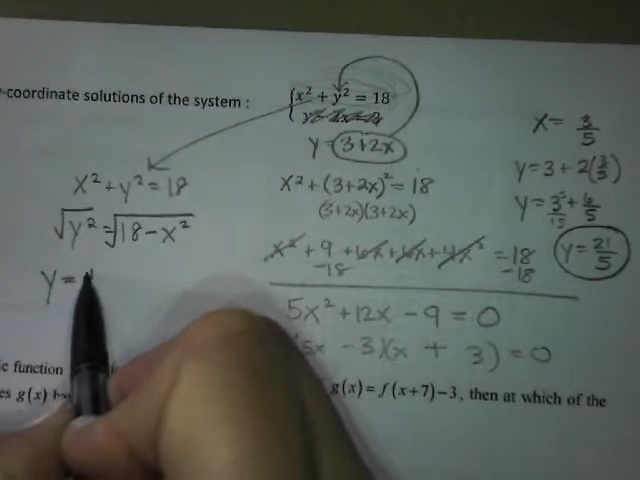 -coordinate solutions of the system :
x² + y² = 18
y = 3+2x
x² + y² = 18
√y² = √18 - x²
y =
x² + (3+2x)² = 18
(3+2x)(3+2x)
x² + 9 + 6x + 6x + 4x² = 18
-18 -18
5x² + 12x - 9 = 0
(5x - 3)(x + 3) = 0
x = 3/5
y = 3 + 2(3/5)
y = 3 + 6/5
y = 21/5
ic function
es g(x)
g(x) = f(x+7)-3, then at which of the